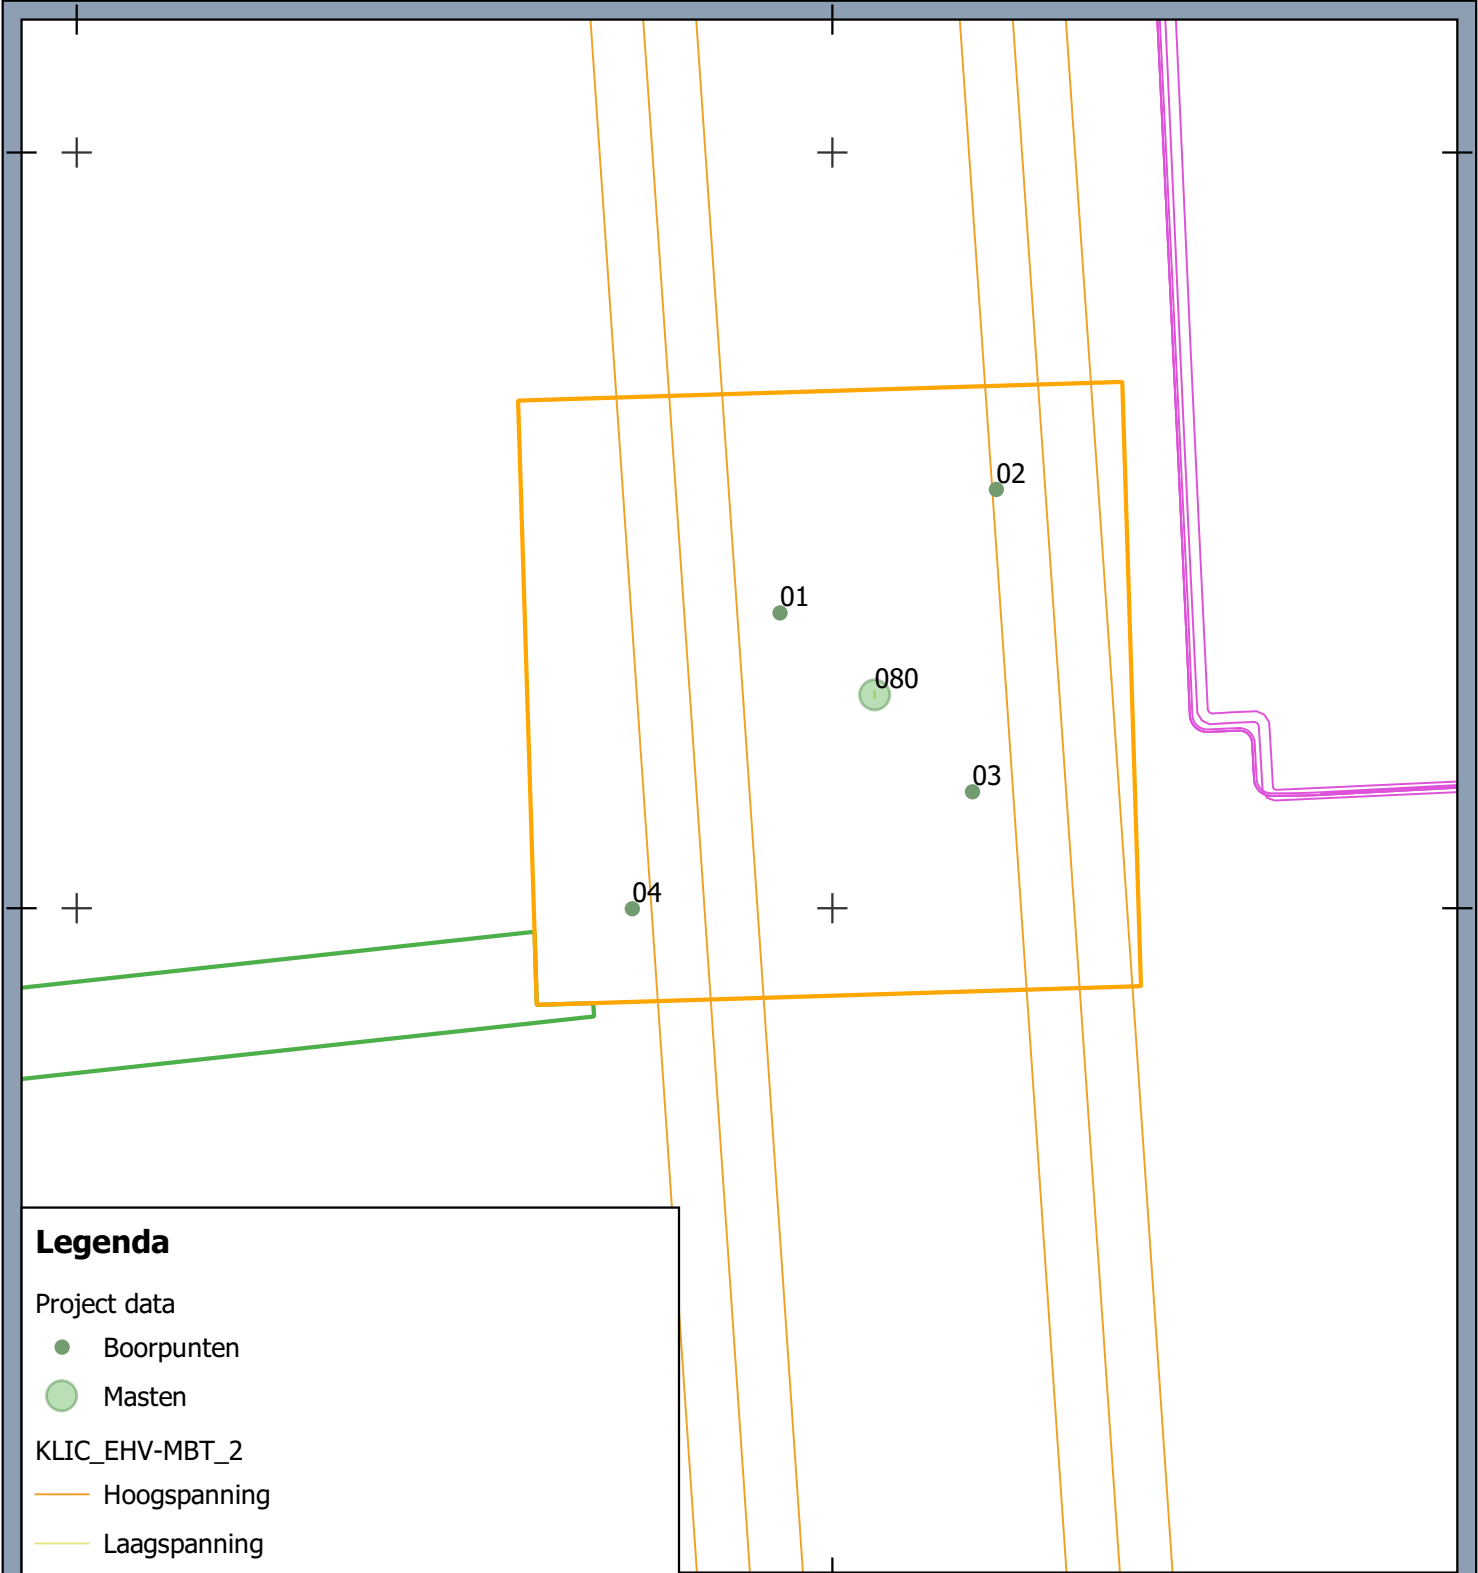 02
01
080
03
04
Legenda
Project data
Boorpunten
Masten
KLIC_EHV-MBT_2
Hoogspanning
Laagspanning